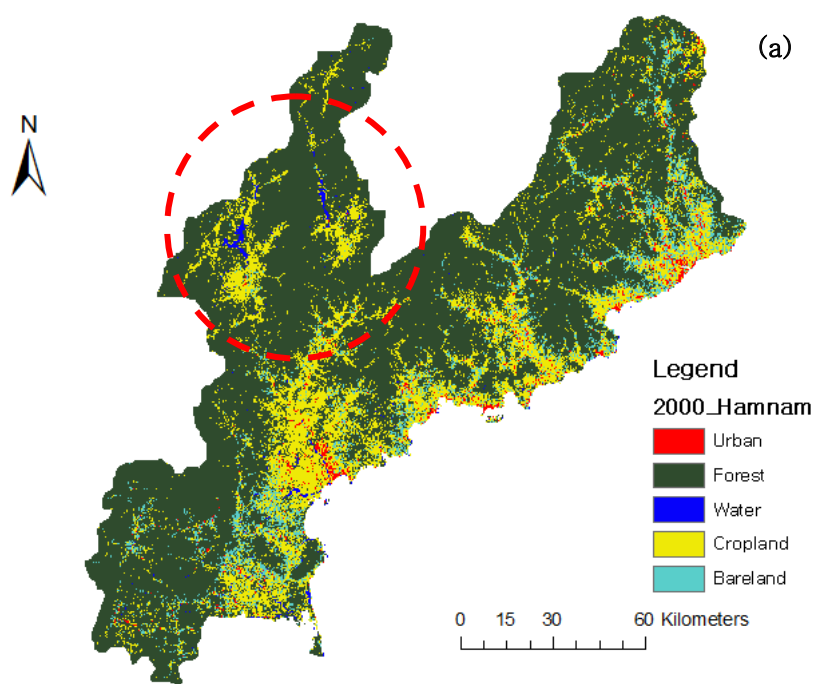 (a)
N
Legend
2000_Hamnam
Urban
Forest
Water
Cropland
Bareland
0 15 30 60 Kilometers